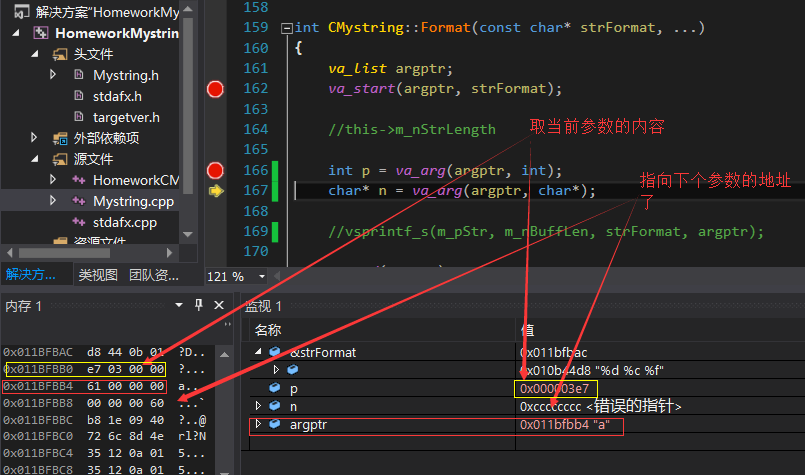 解决方案"HomeworkMystrin
HomeworkMystrin
头文件
Mystring.h
stdafx.h
targetver.h
外部依赖项
源文件
HomeworkCM
Mystring.cpp
stdafx.cpp
解决方... 类视图 团队资...
158
159 int CMystring::Format(const char* strFormat, ...)
160 {
161 va_list argptr;
162 va_start(argptr, strFormat);
163
164 //this->m_nStrLength
165
166 int p = va_arg(argptr, int);
167 char* n = va_arg(argptr, char*);
168
169 //vsprintf_s(m_pStr, m_nBuffLen, strFormat, argptr);
170
取当前参数的内容
指向下个参数的地址
了
121 %
内存 1
0x011BFBAC d8 44 0b 01 ?D..
0x011BFBB0 e7 03 00 00 ?...
0x011BFBB4 61 00 00 00 a...
0x011BFBB8 00 00 00 60 ...`
0x011BFBBC b8 1e 09 40 ?..@
0x011BFBC0 72 6c 8d 4e rl?N
0x011BFBC4 35 12 0a 01 5...
0x011BFBC8 35 12 0a 01 5...
监视 1
名称 值
&strFormat 0x011bfbac
0x010b44d8 "%d %c %f"
p 0x000003e7
n 0xcccccccc <错误的指针>
argptr 0x011bfbb4 "a"